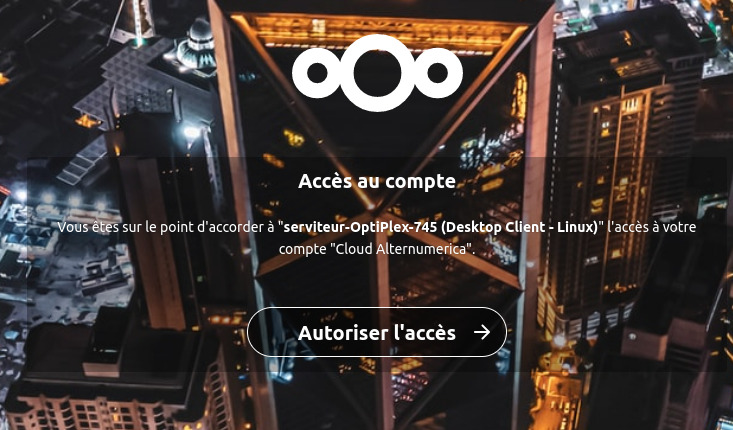 Accès au compte
Vous êtes sur le point d'accorder à "serviteur-OptiPlex-745 (Desktop Client - Linux)" l'accès à votre
compte "Cloud Alternumerica".
Autoriser l'accès